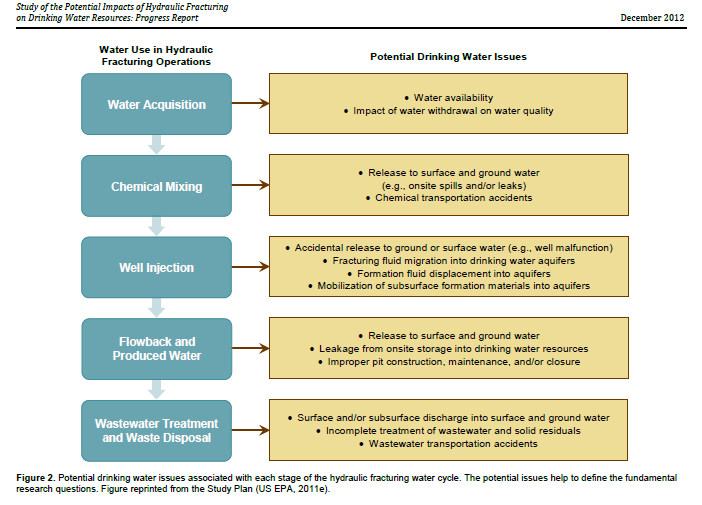 Study of the Potential Impacts of Hydraulic Fracturing
on Drinking Water Resources: Progress Report
December 2012
Water Use in Hydraulic
Fracturing Operations
Potential Drinking Water Issues
Water Acquisition
• Water availability
• Impact of water withdrawal on water quality
Chemical Mixing
• Release to surface and ground water
(e.g., onsite spills and/or leaks)
• Chemical transportation accidents
Well Injection
• Accidental release to ground or surface water (e.g., well malfunction)
• Fracturing fluid migration into drinking water aquifers
• Formation fluid displacement into aquifers
• Mobilization of subsurface formation materials into aquifers
Flowback and
Produced Water
• Release to surface and ground water
• Leakage from onsite storage into drinking water resources
• Improper pit construction, maintenance, and/or closure
Wastewater Treatment
and Waste Disposal
• Surface and/or subsurface discharge into surface and ground water
• Incomplete treatment of wastewater and solid residuals
• Wastewater transportation accidents
Figure 2. Potential drinking water issues associated with each stage of the hydraulic fracturing water cycle. The potential issues help to define the fundamental
research questions. Figure reprinted from the Study Plan (US EPA, 2011e).